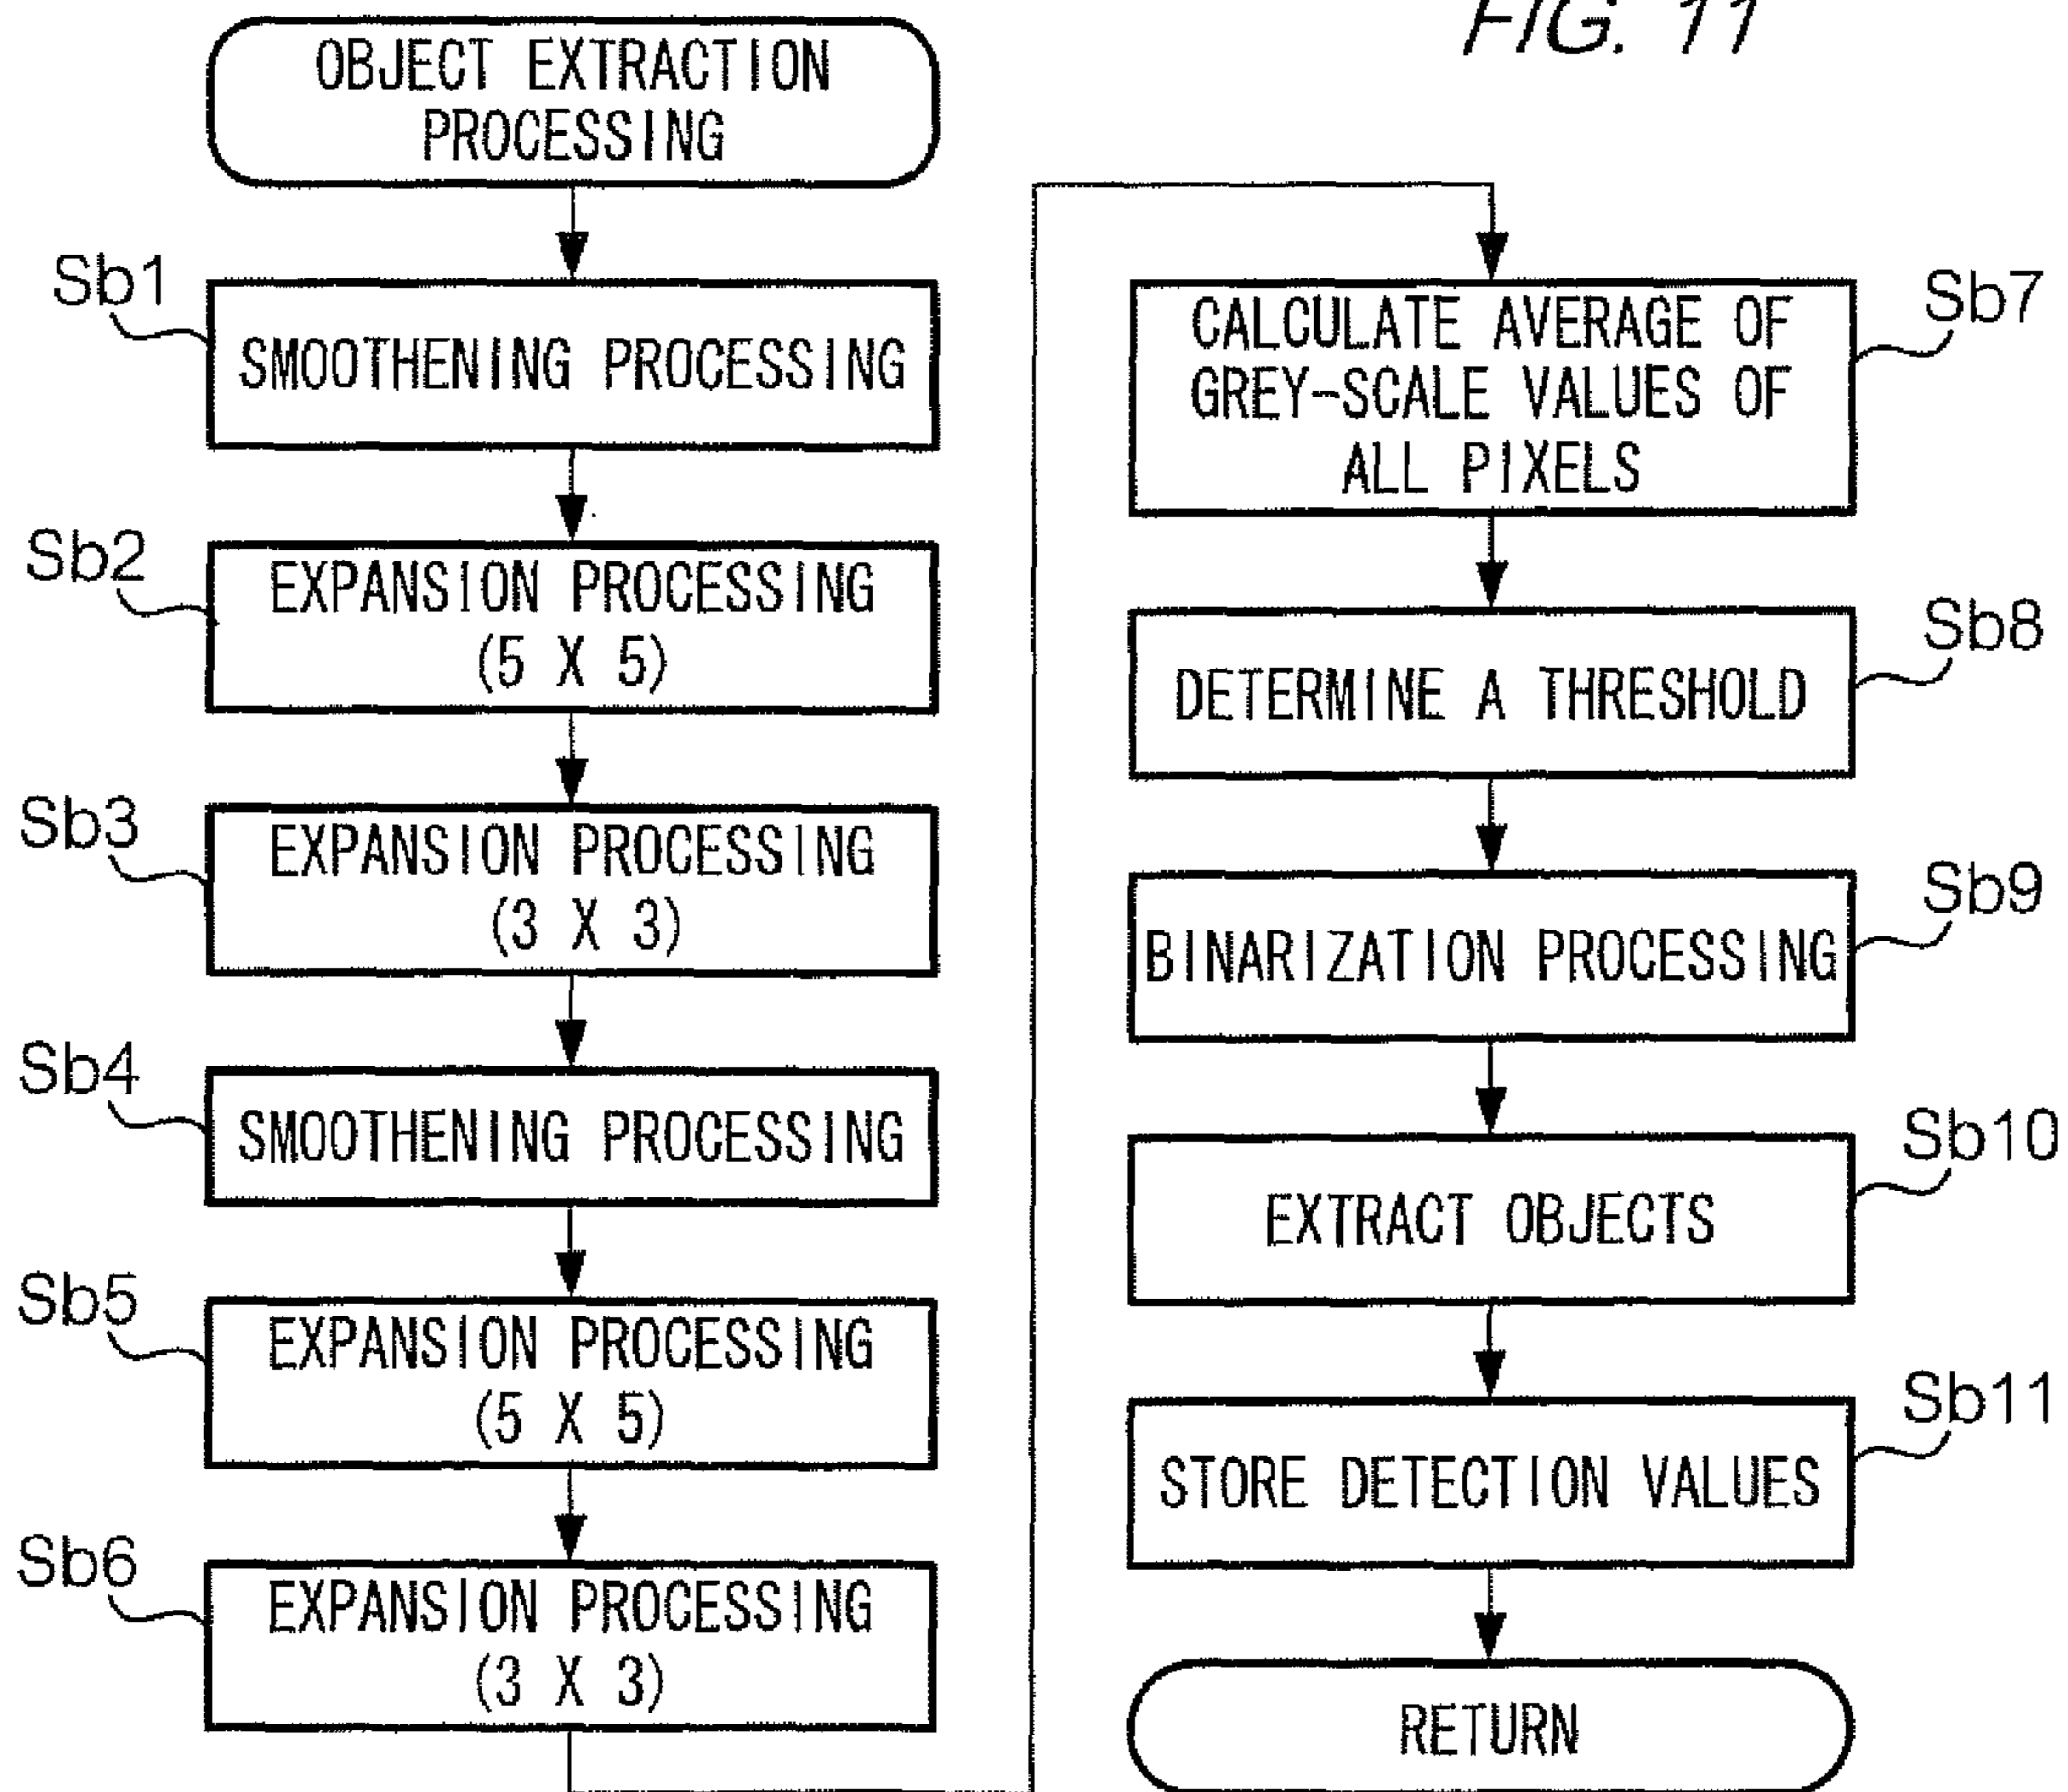 FIG. 11
OBJECT EXTRACTION
PROCESSING
Sb1
SMOOTHENING PROCESSING
Sb2
EXPANSION PROCESSING
(5 X 5)
Sb3
EXPANSION PROCESSING
(3 X 3)
Sb4
SMOOTHENING PROCESSING
Sb5
EXPANSION PROCESSING
(5 X 5)
Sb6
EXPANSION PROCESSING
(3 X 3)
Sb7
CALCULATE AVERAGE OF
GREY-SCALE VALUES OF
ALL PIXELS
Sb8
DETERMINE A THRESHOLD
Sb9
BINARIZATION PROCESSING
Sb10
EXTRACT OBJECTS
Sb11
STORE DETECTION VALUES
RETURN